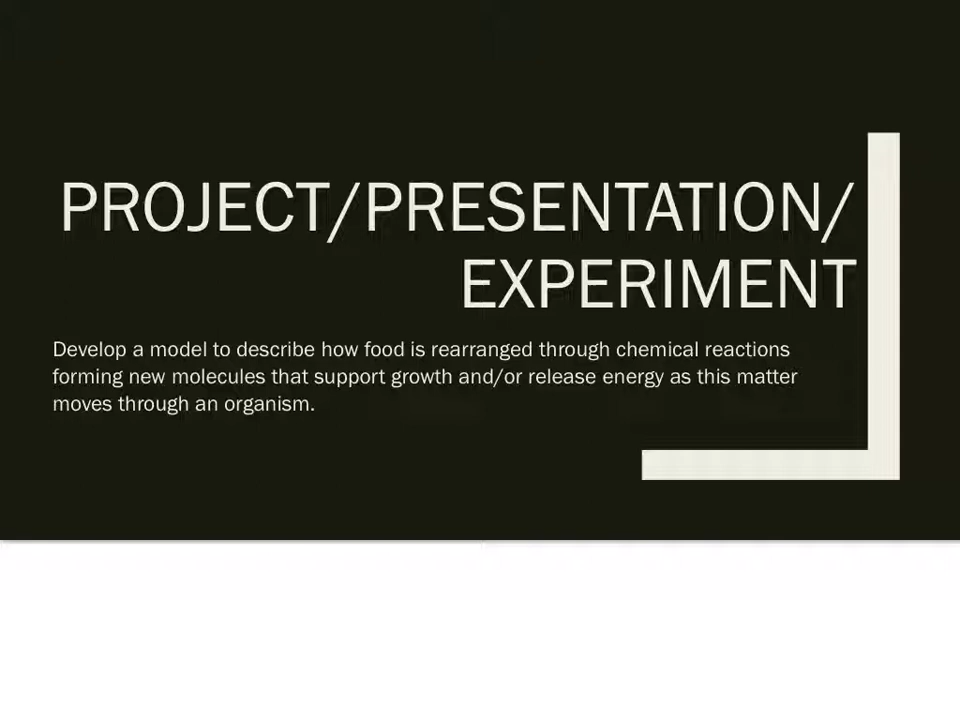 PROJECT/PRESENTATION/
EXPERIMENT
Develop a model to describe how food is rearranged through chemical reactions
forming new molecules that support growth and/or release energy as this matter
moves through an organism.